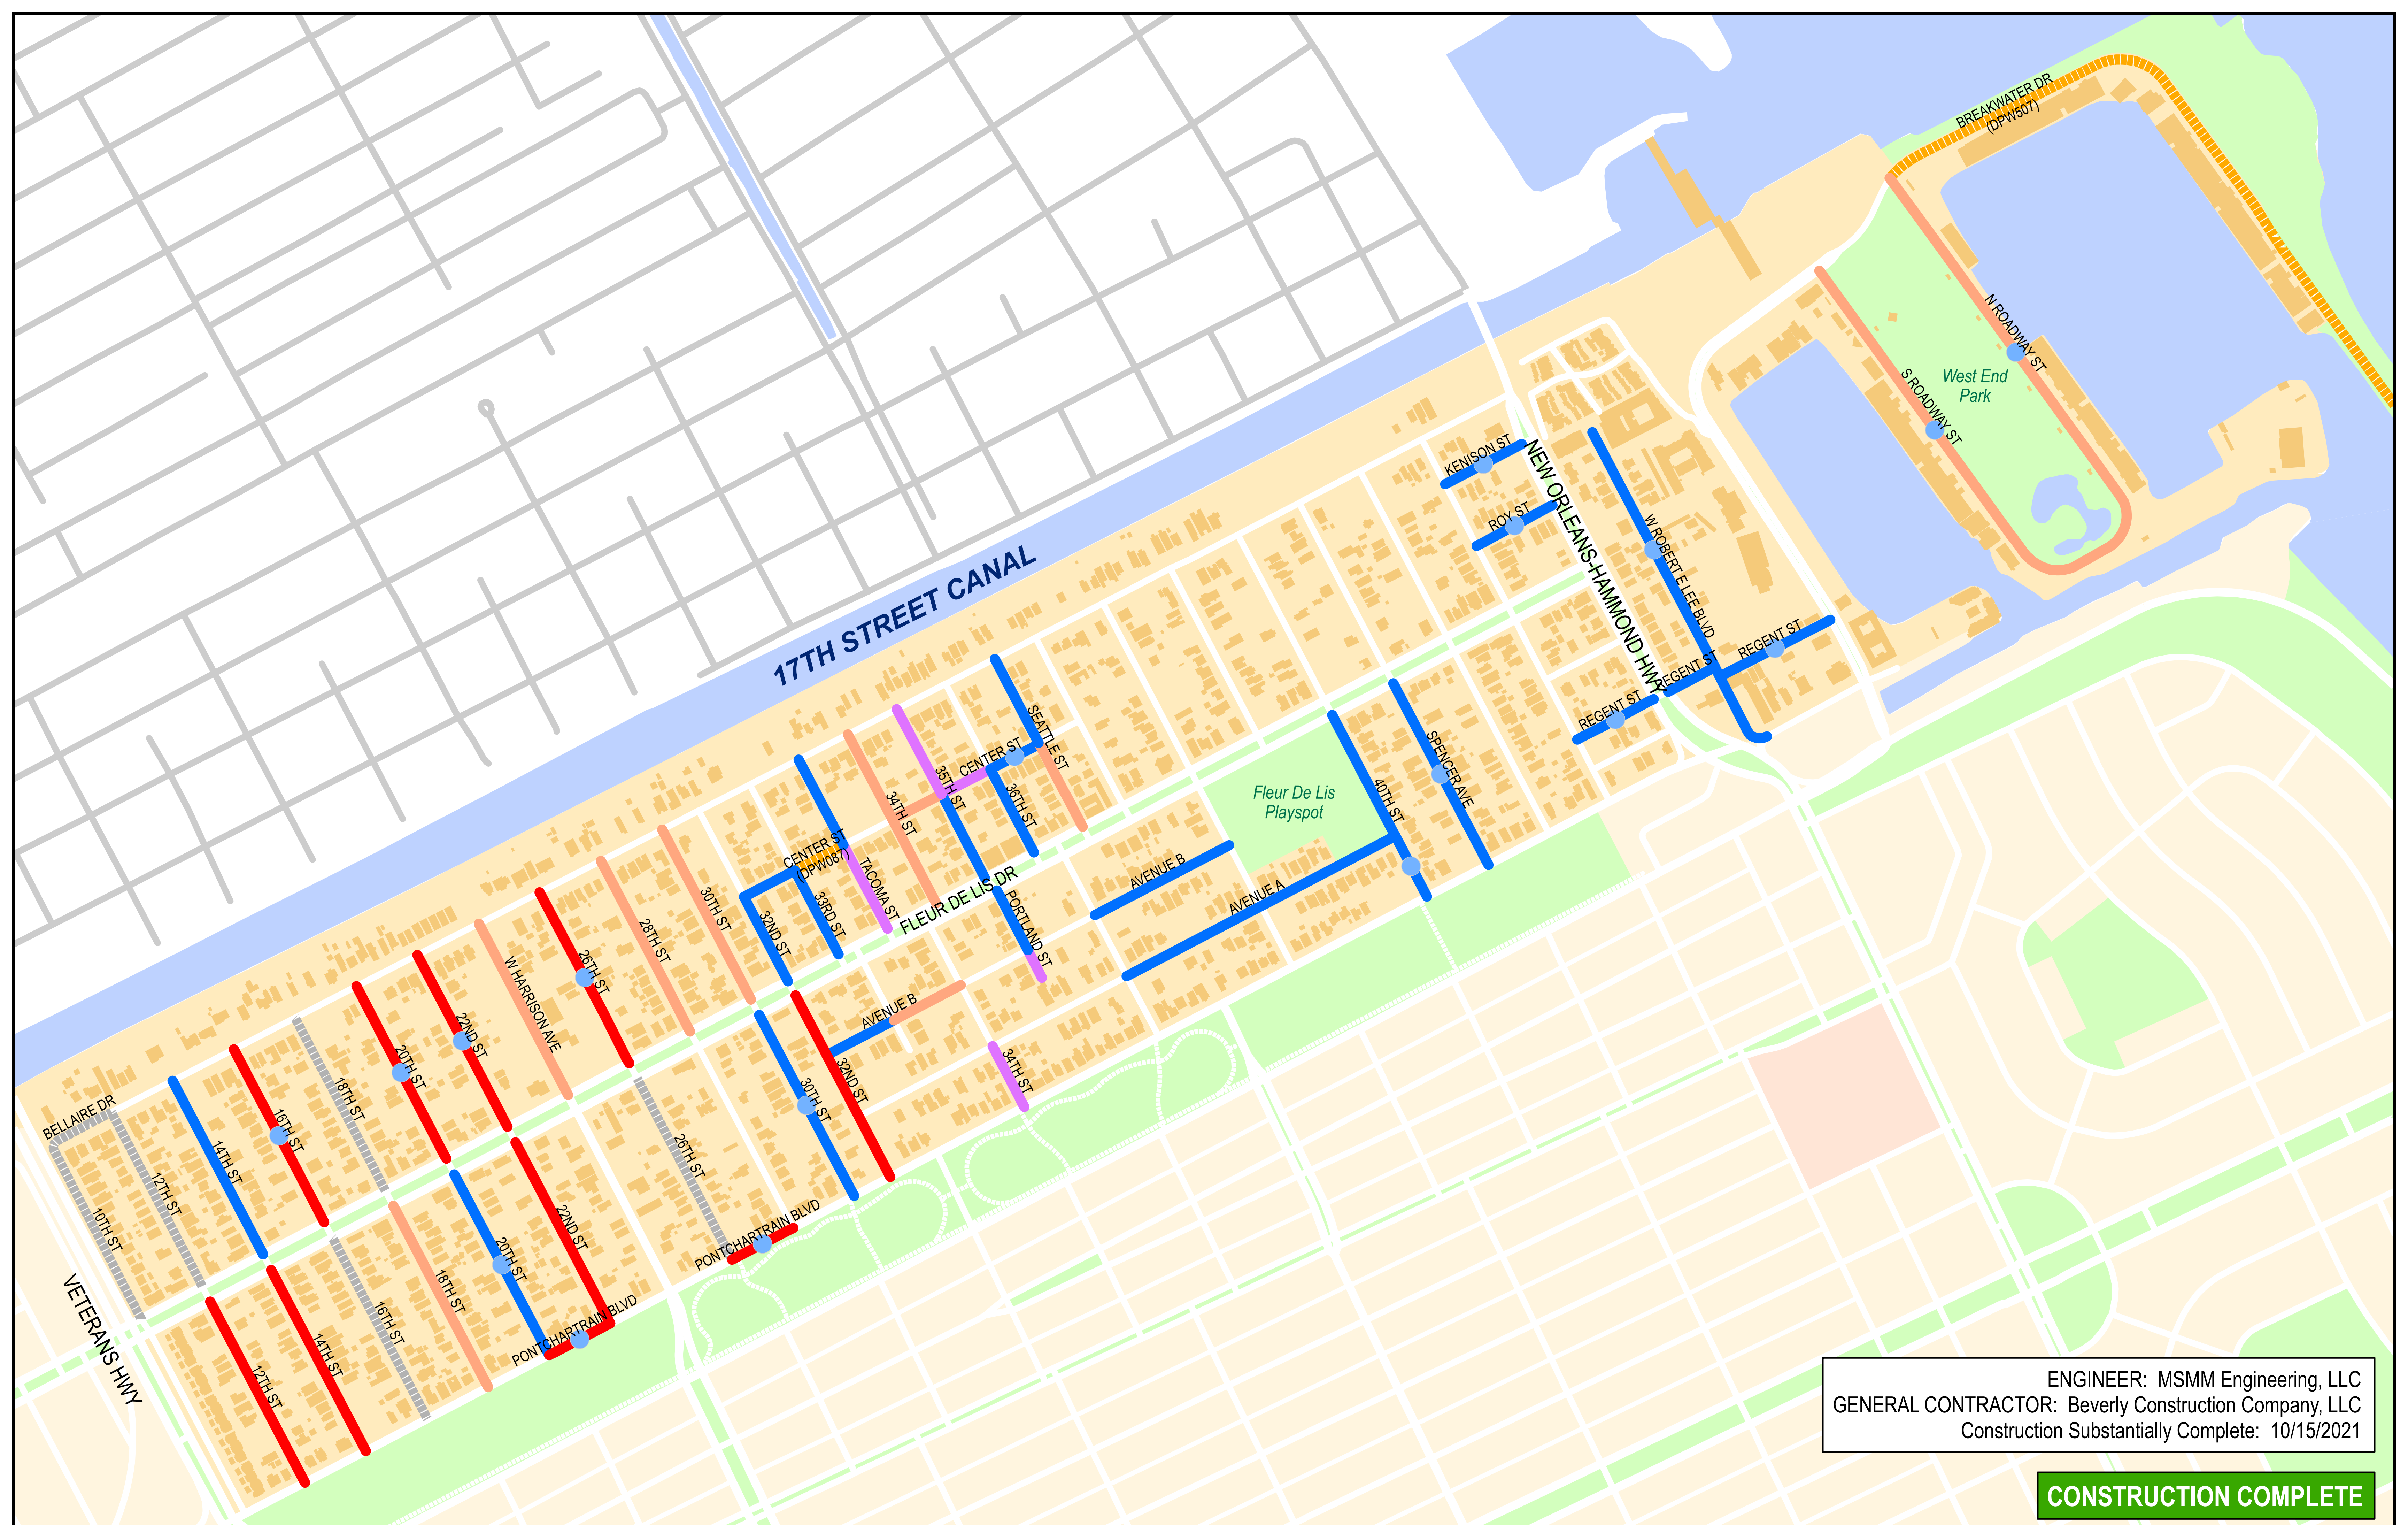 BREAKWATER DR
(DPW507)
N ROADWAY ST
West End
Park
S ROADWAY ST
KENISON ST
NEW ORLEANS-HAMMOND HWY
ROY ST
W ROBERT E LEE BLVD
17TH STREET CANAL
REGENT ST
REGENT ST
REGENT ST
SEATTLE ST
CENTER ST
35TH ST
36TH ST
34TH ST
Fleur De Lis
Playspot
40TH ST
SPENCER AVE
CENTER ST
(DPW087)
TACOMA ST
33RD ST
32ND ST
FLEUR DE LIS DR
PORTLAND ST
AVENUE B
AVENUE A
30TH ST
28TH ST
26TH ST
W HARRISON AVE
AVENUE B
22ND ST
20TH ST
18TH ST
16TH ST
14TH ST
BELLAIRE DR
12TH ST
10TH ST
32ND ST
30TH ST
34TH ST
26TH ST
PONTCHARTRAIN BLVD
22ND ST
20TH ST
18TH ST
16TH ST
PONTCHARTRAIN BLVD
14TH ST
12TH ST
VETERANS HWY
ENGINEER: MSMM Engineering, LLC
GENERAL CONTRACTOR: Beverly Construction Company, LLC
Construction Substantially Complete: 10/15/2021
CONSTRUCTION COMPLETE